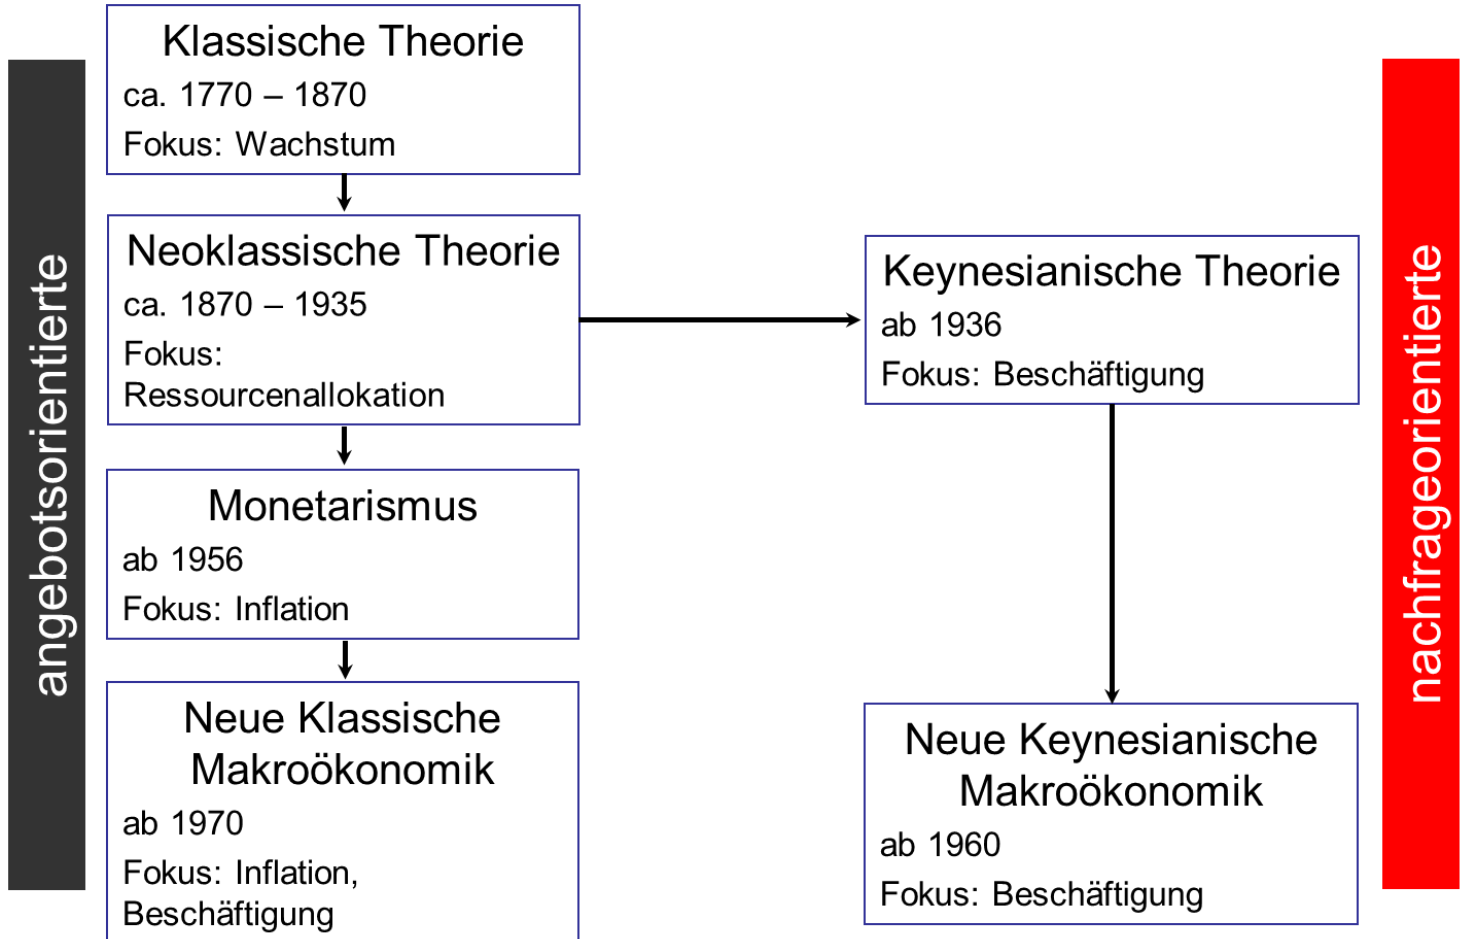 angebotsorientierte
Klassische Theorie
ca. 1770 – 1870
Fokus: Wachstum
Neoklassische Theorie
ca. 1870 – 1935
Fokus:
Ressourcenallokation
Monetarismus
ab 1956
Fokus: Inflation
Neue Klassische
Makroökonomik
ab 1970
Fokus: Inflation,
Beschäftigung
Keynesianische Theorie
ab 1936
Fokus: Beschäftigung
Neue Keynesianische
Makroökonomik
ab 1960
Fokus: Beschäftigung
nachfrageorientierte